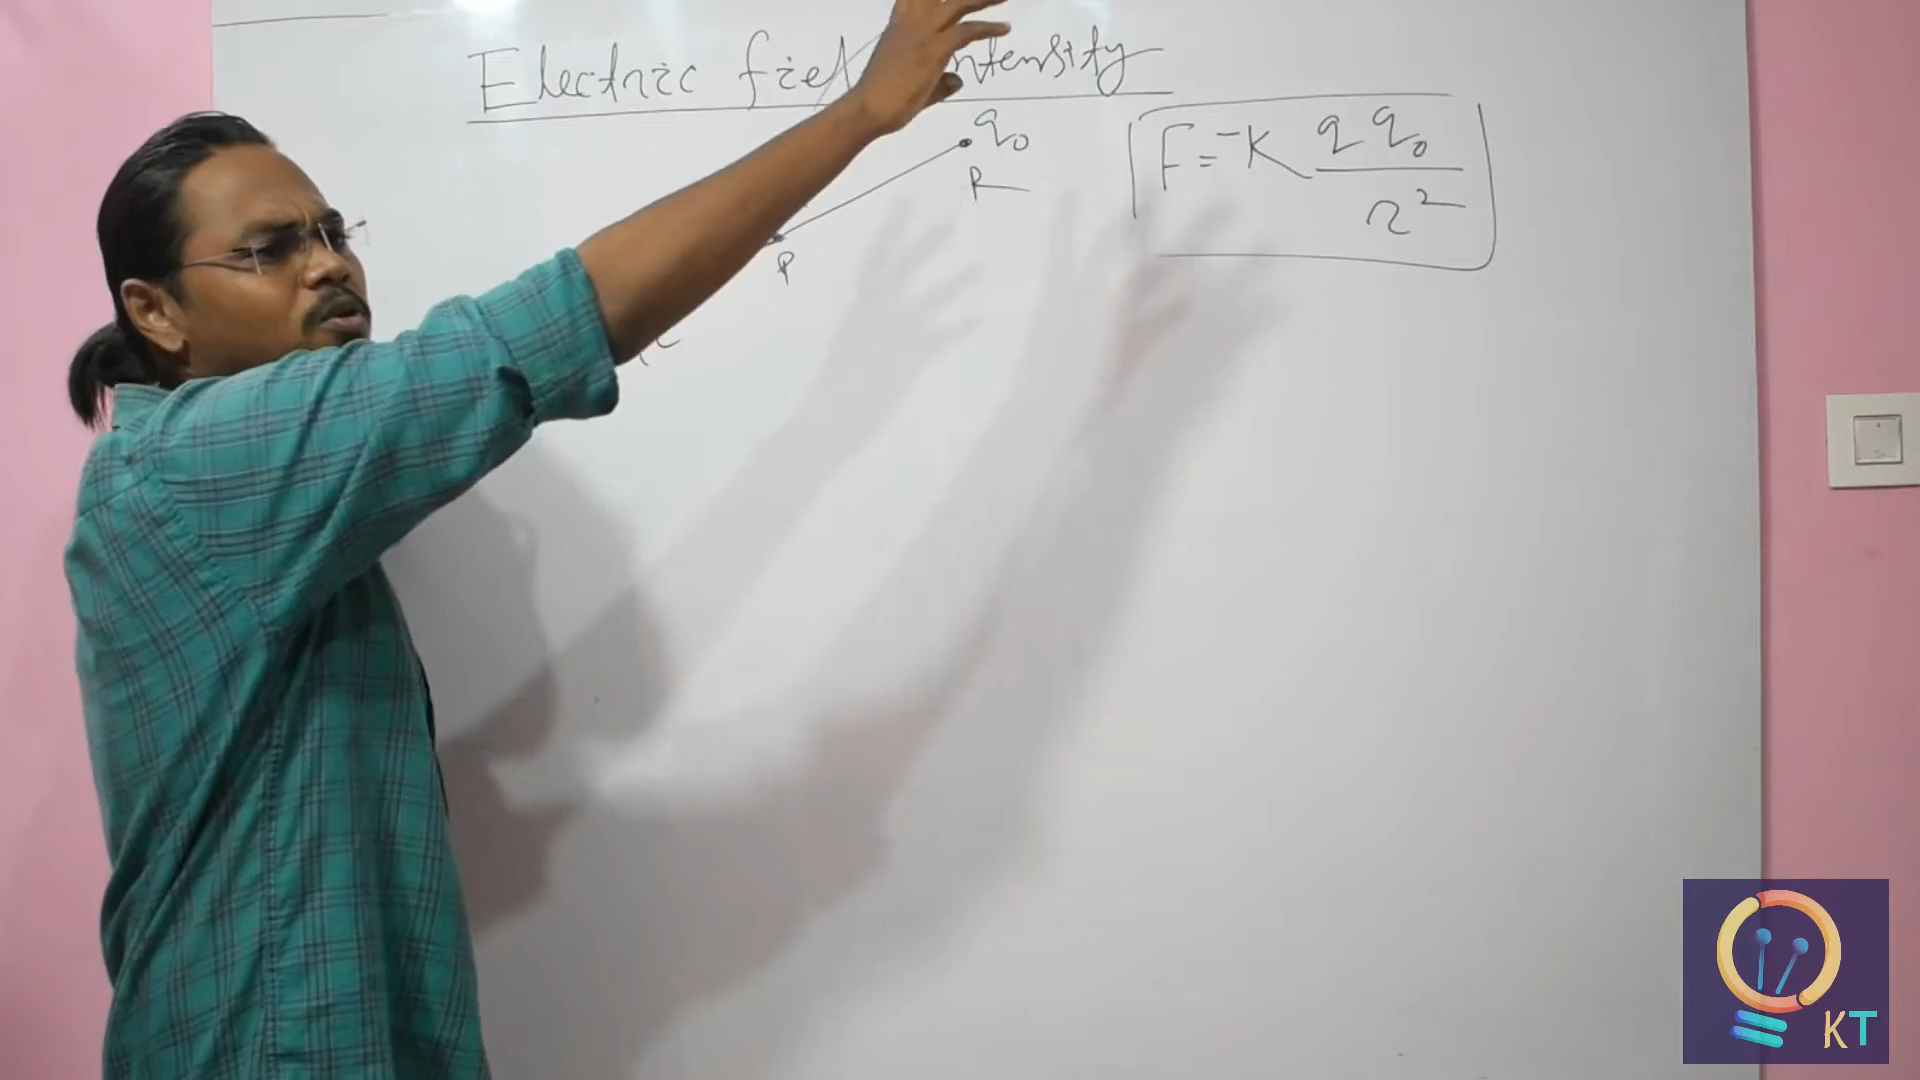 Electric field intensity
q₀
R
P
F = -K q q₀ / r²
KT